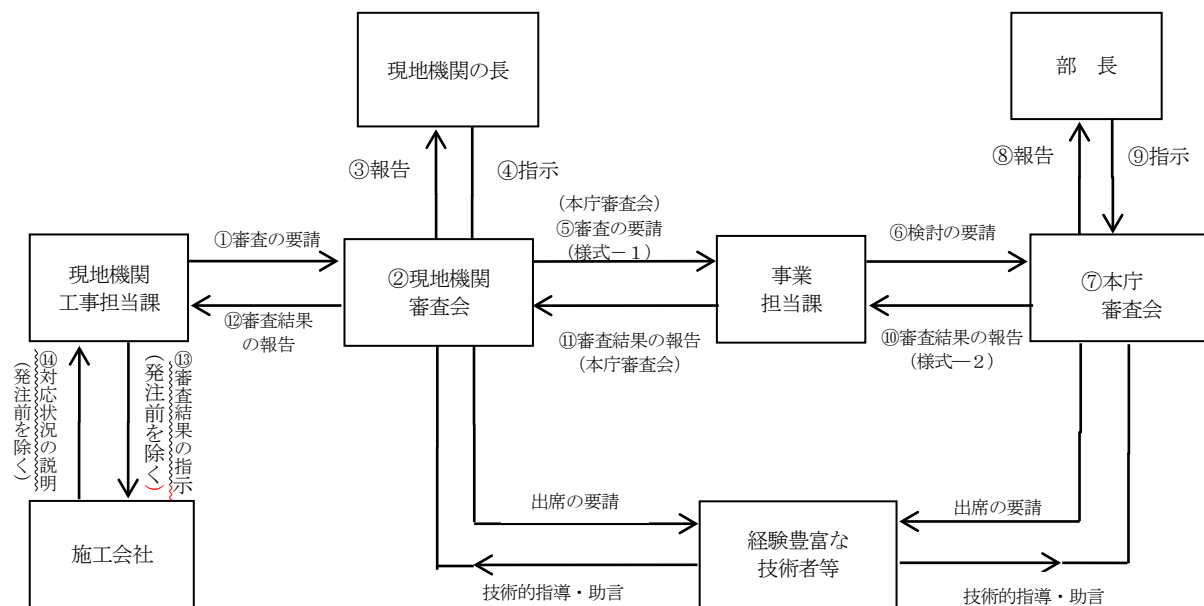 現地機関の長
部　長
③報告
④指示
⑧報告
⑨指示
(本庁審査会)
⑤審査の要請
(様式－１)
①審査の要請
⑥検討の要請
現地機関
工事担当課
②現地機関
審査会
事業
担当課
⑦本庁
審査会
⑫審査結果
の報告
⑪審査結果の報告
(本庁審査会)
⑩審査結果の報告
(様式―２)
⑭対応状況の説明
(発注前を除く)
⑬審査結果の指示
(発注前を除く)
出席の要請
出席の要請
施工会社
経験豊富な
技術者等
技術的指導・助言
技術的指導・助言